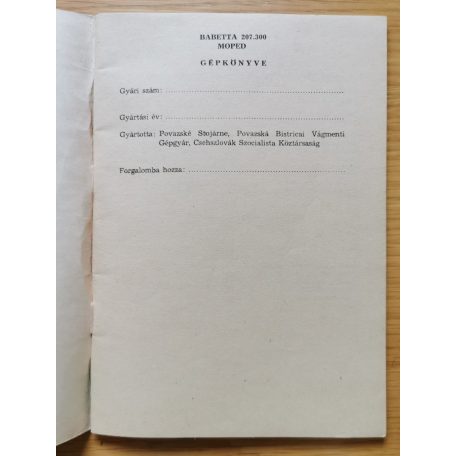 BABETTA 207.300
MOPED
GÉPKÖNYVE
Gyári szám:
Gyártási év:
Gyártotta: Povazské Stojárne, Povazská Bistricai Vágmenti
Gépgyár, Csehszlovák Szocialista Köztársaság
Forgalomba hozza: